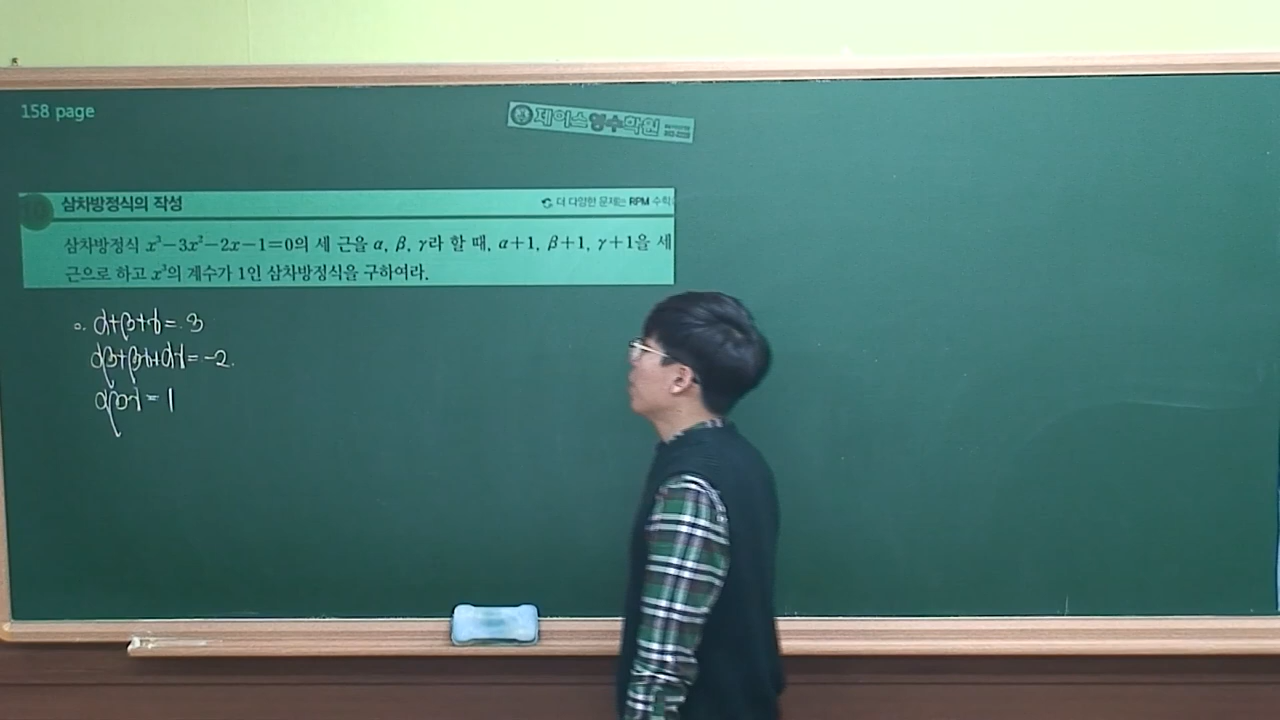 158 page
제이스영수학원
10 삼차방정식의 작성
더 다양한 문제는 RPM 수학
삼차방정식 x³−3x²−2x−1=0의 세 근을 α, β, γ라 할 때, α+1, β+1, γ+1을 세
근으로 하고 x³의 계수가 1인 삼차방정식을 구하여라.
α+β+γ = 3
αβ+βγ+αγ = −2.
αβγ = 1